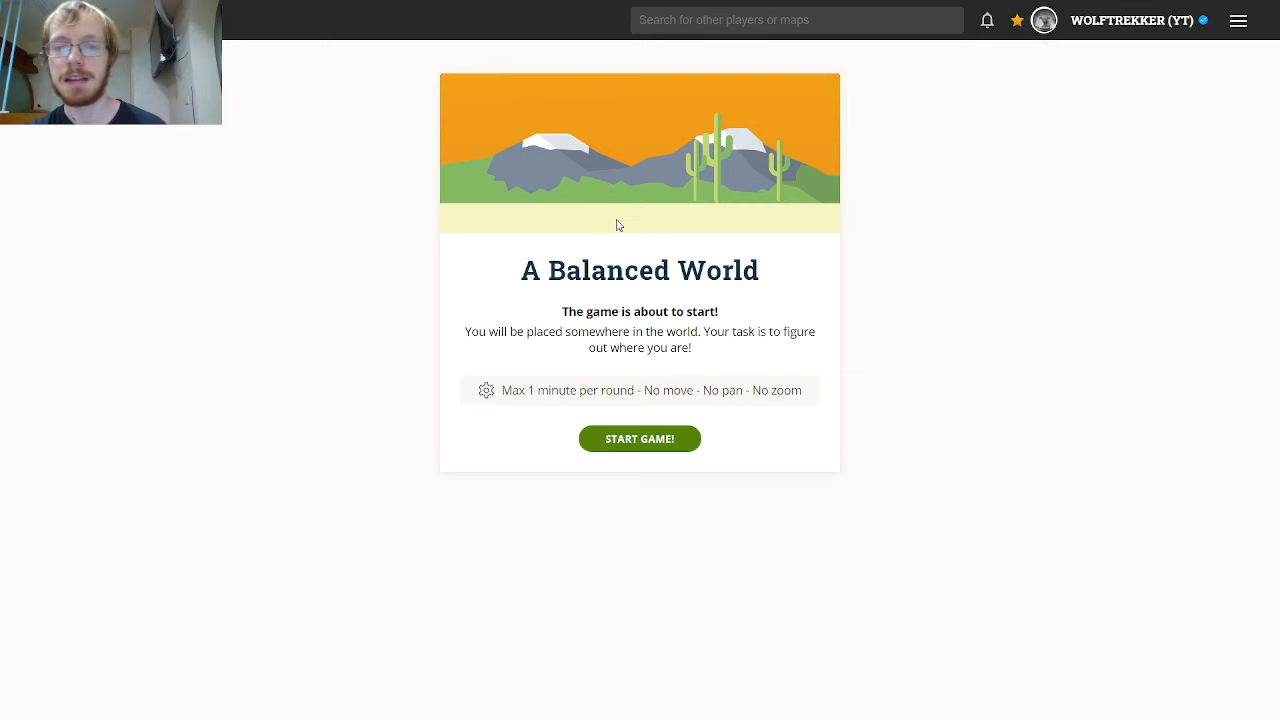 Search for other players or maps
WOLFTREKKER (YT)
A Balanced World
The game is about to start!
You will be placed somewhere in the world. Your task is to figure
out where you are!
Max 1 minute per round - No move - No pan - No zoom
START GAME!